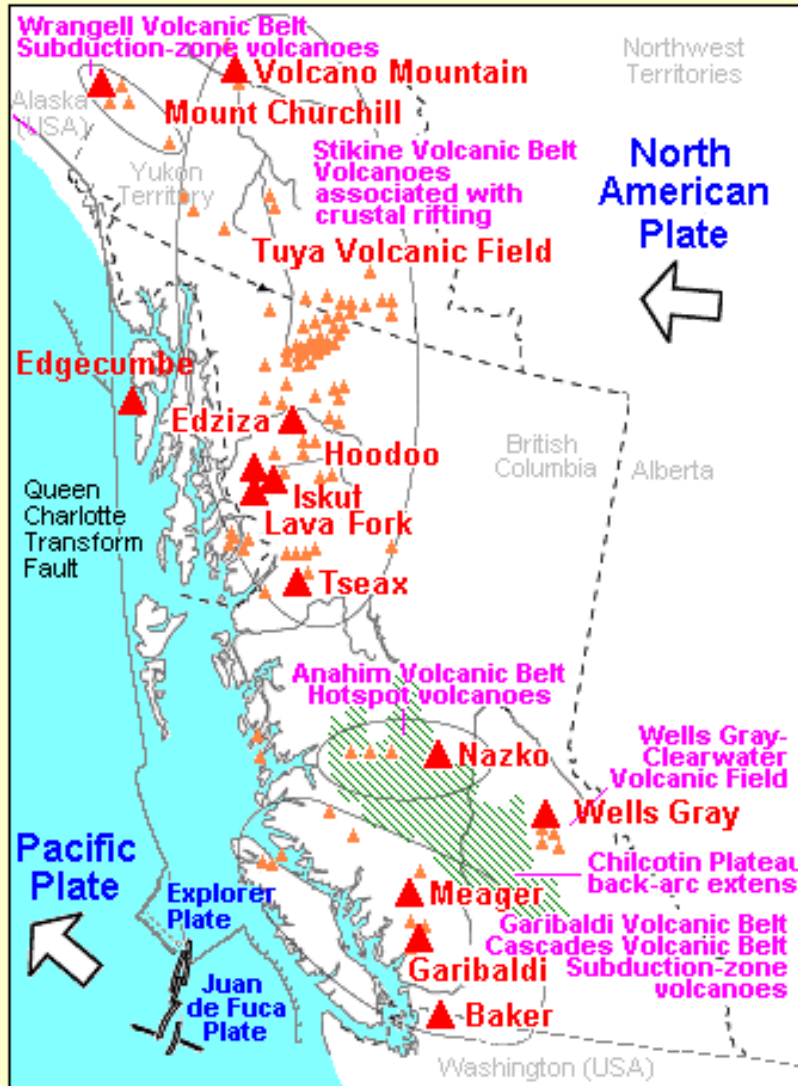 Wrangell Volcanic Belt
Subduction-zone volcanoes
Northwest
Territories
Volcano Mountain
Alaska
(USA)
Mount Churchill
Yukon
Territory
Stikine Volcanic Belt
Volcanoes
associated with
crustal rifting
North
American
Plate
Tuya Volcanic Field
Edgecumbe
Edziza
Hoodoo
British
Columbia
Alberta
Iskut
Queen
Charlotte
Transform
Fault
Lava Fork
Tseax
Anahim Volcanic Belt
Hotspot volcanoes
Nazko
Wells Gray-
Clearwater
Volcanic Field
Wells Gray
Pacific
Plate
Explorer
Plate
Meager
Chilcotin Plateau
back-arc extens
Garibaldi Volcanic Belt
Cascades Volcanic Belt
Subduction-zone
volcanoes
Garibaldi
Juan
de Fuca
Plate
Baker
Washington (USA)